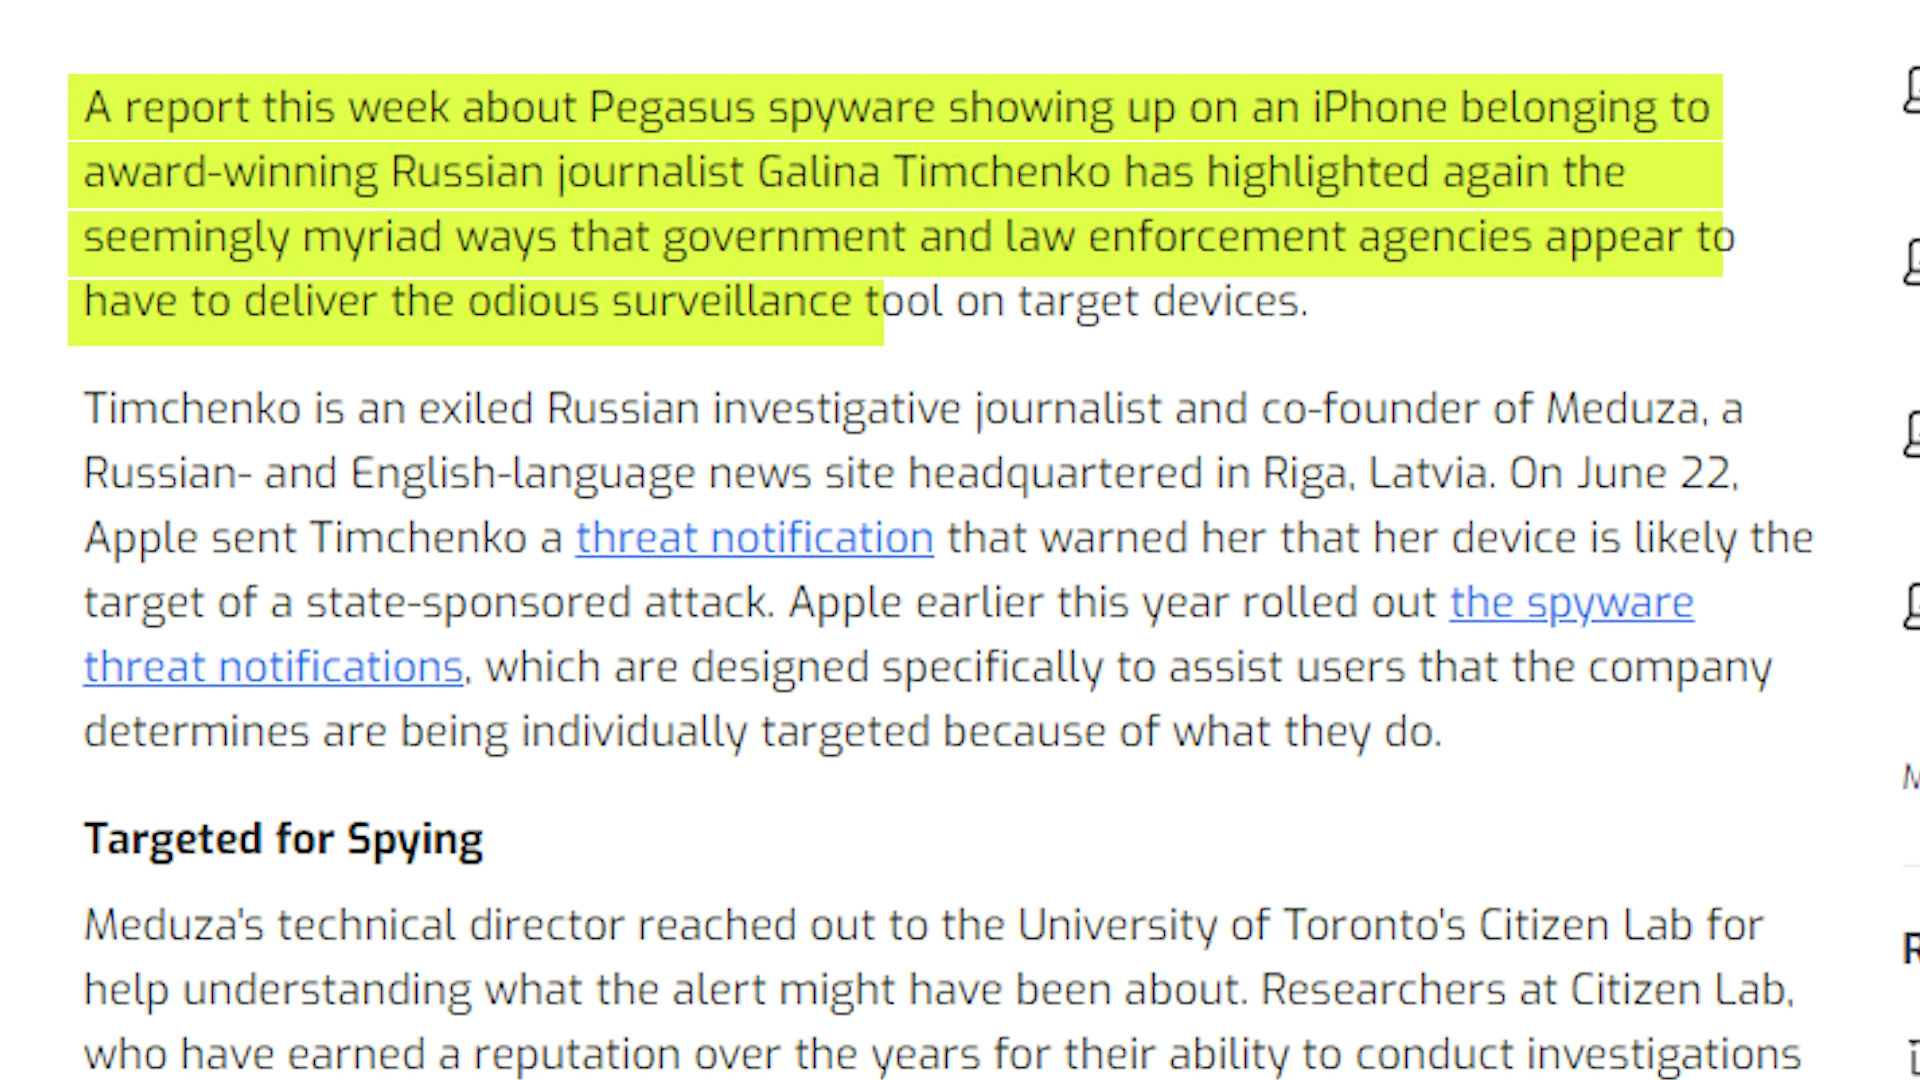 A report this week about Pegasus spyware showing up on an iPhone belonging to
award-winning Russian journalist Galina Timchenko has highlighted again the
seemingly myriad ways that government and law enforcement agencies appear to
have to deliver the odious surveillance tool on target devices.
Timchenko is an exiled Russian investigative journalist and co-founder of Meduza, a
Russian- and English-language news site headquartered in Riga, Latvia. On June 22,
Apple sent Timchenko a threat notification that warned her that her device is likely the
target of a state-sponsored attack. Apple earlier this year rolled out the spyware
threat notifications, which are designed specifically to assist users that the company
determines are being individually targeted because of what they do.
Targeted for Spying
Meduza's technical director reached out to the University of Toronto's Citizen Lab for
help understanding what the alert might have been about. Researchers at Citizen Lab,
who have earned a reputation over the years for their ability to conduct investigations